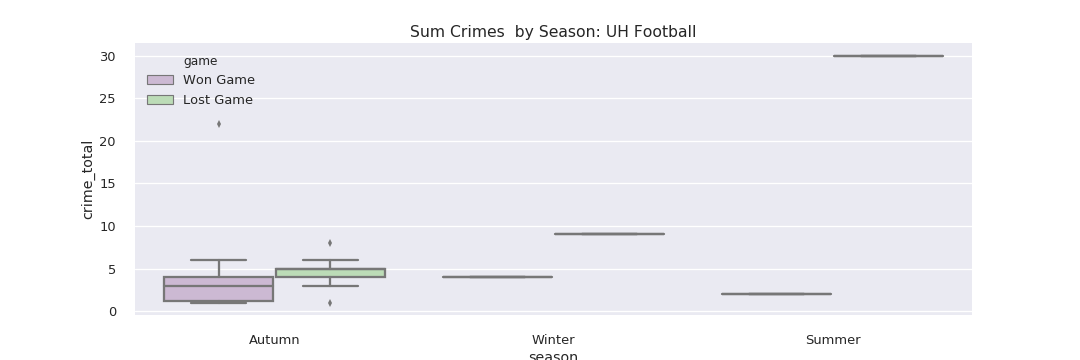 Sum Crimes by Season: UH Football
game
Won Game
Lost Game
crime_total
30
25
20
15
10
5
0
Autumn Winter Summer
season